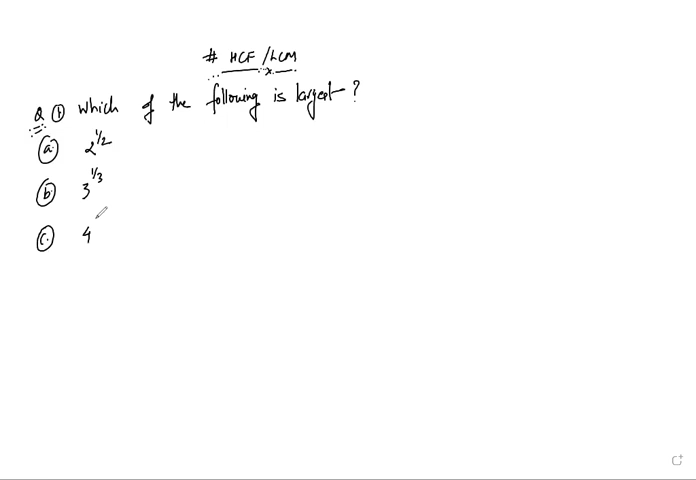 # HCF /LCM
Q ① Which of the following is largest ?
(a) 2^1/2
(b) 3^1/3
(c) 4